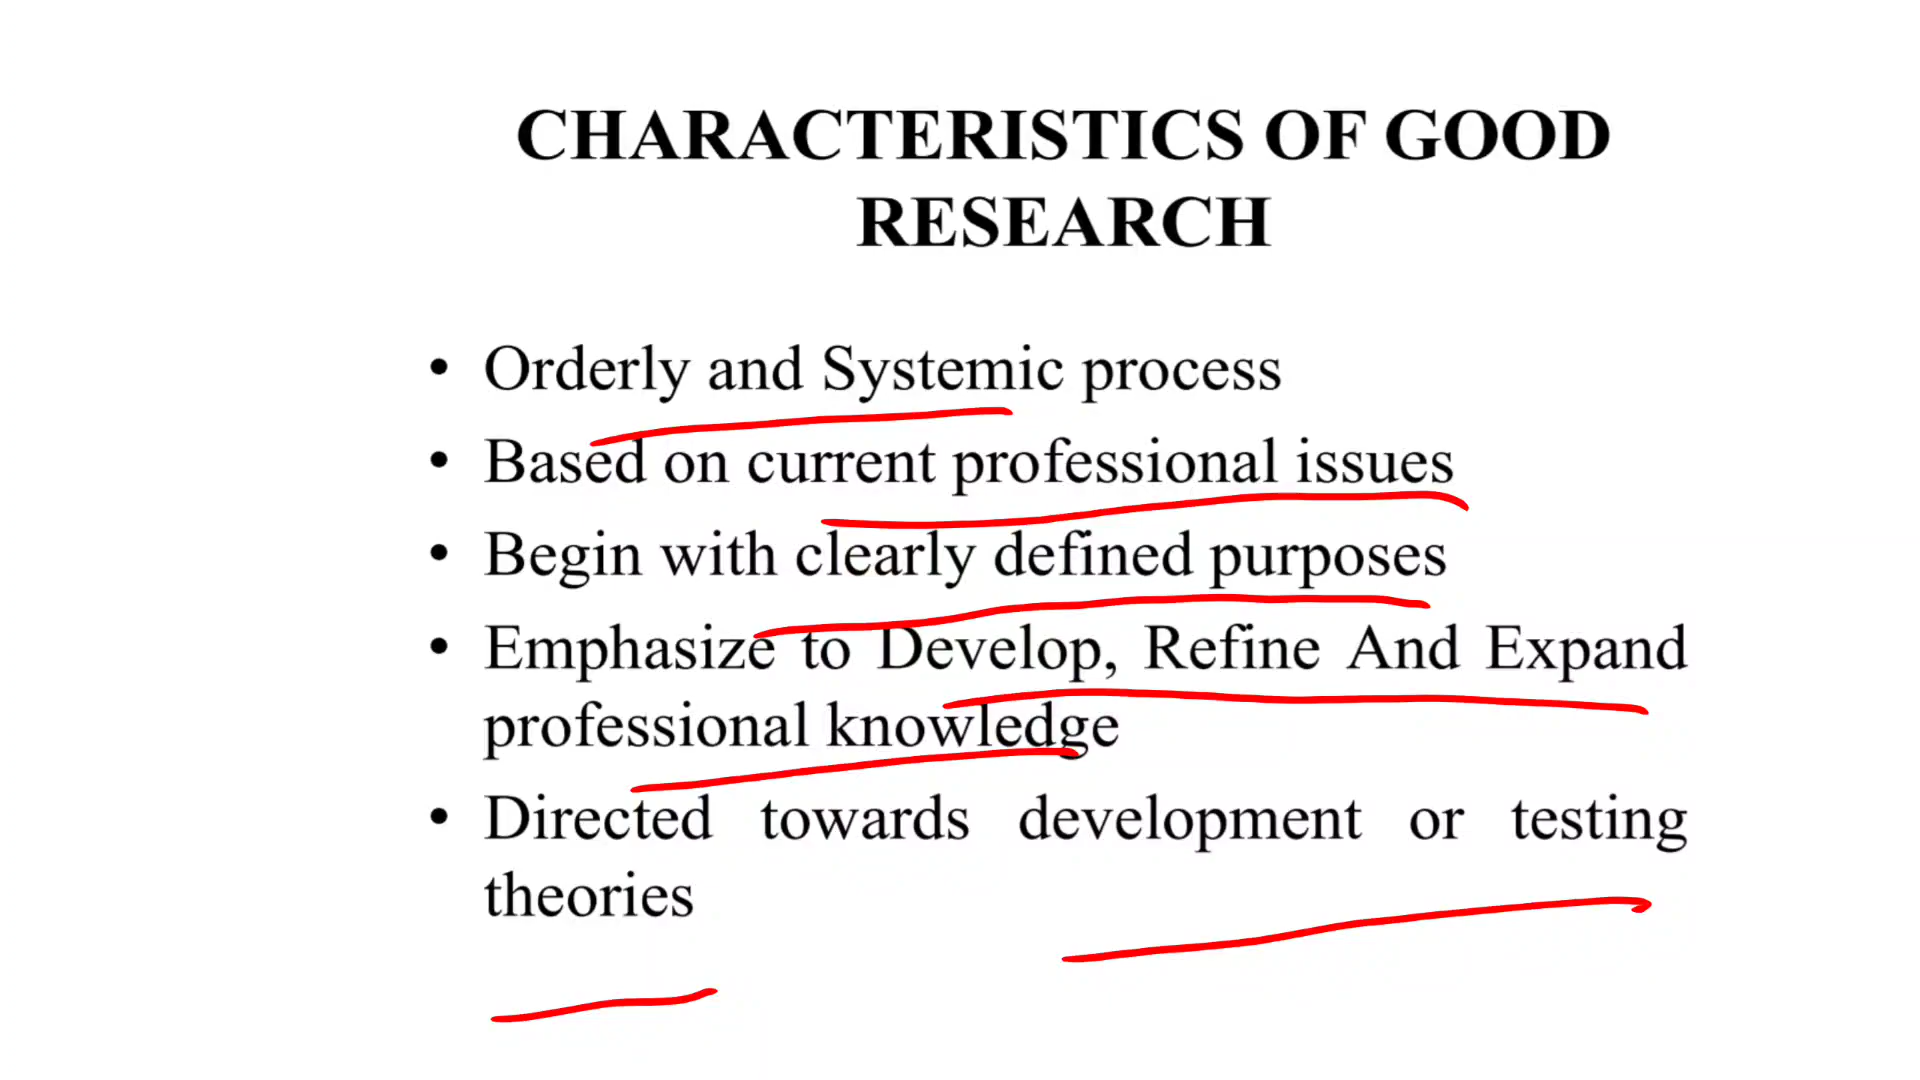 CHARACTERISTICS OF GOOD
RESEARCH
• Orderly and Systemic process
• Based on current professional issues
• Begin with clearly defined purposes
• Emphasize to Develop, Refine And Expand
professional knowledge
• Directed towards development or testing
theories